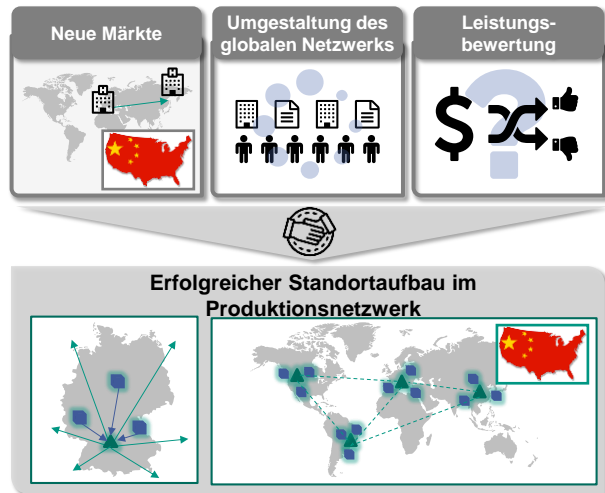 Neue Märkte
Umgestaltung des
globalen Netzwerks
Leistungs-
bewertung
Erfolgreicher Standortaufbau im
Produktionsnetzwerk